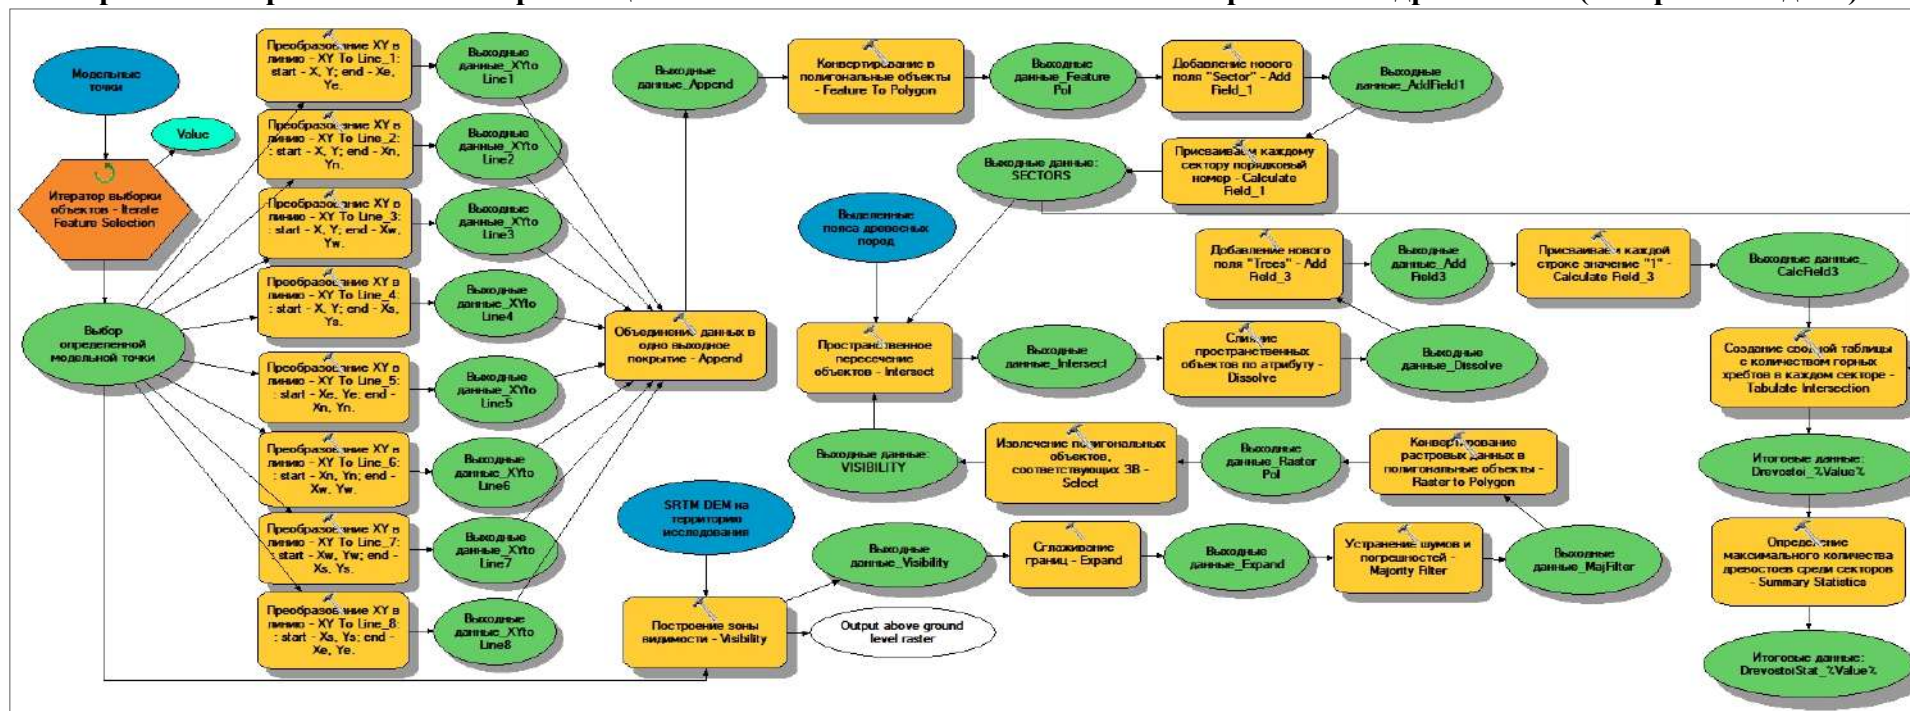 Модельные
точки
Value
Итератор выборки
объектов - Iterate
Feature Selection
Выбор
определенной
модельной точки
Преобразование XY в
линию - XY To Line_1:
start - X, Y; end - Xe,
Ye.
Преобразование XY в
линию - XY To Line_2:
: start - X, Y; end - Xn,
Yn.
Преобразование XY в
линию - XY To Line_3:
: start - X, Y; end - Xw,
Yw.
Преобразование XY в
линию - XY To Line_4:
: start - X, Y; end - Xs,
Ys.
Преобразование XY в
линию - XY To Line_5:
: start - Xe, Ye; end -
Xn, Yn.
Преобразование XY в
линию - XY To Line_6:
: start - Xn, Yn; end -
Xw, Yw.
Преобразование XY в
линию - XY To Line_7:
: start - Xw, Yw; end -
Xs, Ys.
Преобразование XY в
линию - XY To Line_8:
: start - Xs, Ys; end -
Xe, Ye.
Выходные
данные_XYto
Line1
Выходные
данные_XYto
Line2
Выходные
данные_XYto
Line3
Выходные
данные_XYto
Line4
Выходные
данные_XYto
Line5
Выходные
данные_XYto
Line6
Выходные
данные_XYto
Line7
Выходные
данные_XYto
Line8
Объединение данных в
одно выходное
покрытие - Append
Выходные
данные_Append
Конвертирование в
полигональные объекты
- Feature To Polygon
Выходные
данные_Feature
Pol
Добавление нового
поля "Sector" - Add
Field_1
Выходные
данные_AddField1
Присваиваем каждому
сектору порядковый
номер - Calculate
Field_1
Выходные данные:
SECTORS
Выделенные
пояса древесных
пород
Пространственное
пересечение
объектов - Intersect
Выходные
данные_Intersect
Слияние
пространственных
объектов по атрибуту -
Dissolve
Выходные
данные_Dissolve
Добавление нового
поля "Trees" - Add
Field_3
Выходные
данные_Add
Field3
Присваиваем каждой
строке значение "1" -
Calculate Field_3
Выходные данные_
CalcField3
Создание сводной таблицы
с количеством горных
хребтов в каждом секторе -
Tabulate Intersection
Итоговые данные:
Drevostoi_%Value%
Определение
максимального количества
древостоев среди секторов
- Summary Statistics
Итоговые данные:
DrevostoiStat_%Value%
SRTM DEM на
территорию
исследования
Построение зоны
видимости - Visibility
Output above ground
level raster
Выходные
данные_Visibility
Сглаживание
границ - Expand
Выходные
данные_Expand
Устранение шумов и
погрешностей -
Majority Filter
Выходные
данные_MajFilter
Конвертирование
растровых данных в
полигональные объекты -
Raster to Polygon
Выходные
данные_Raster
Pol
Извлечение полигональных
объектов,
соответствующих ЗВ -
Select
Выходные данные:
VISIBILITY